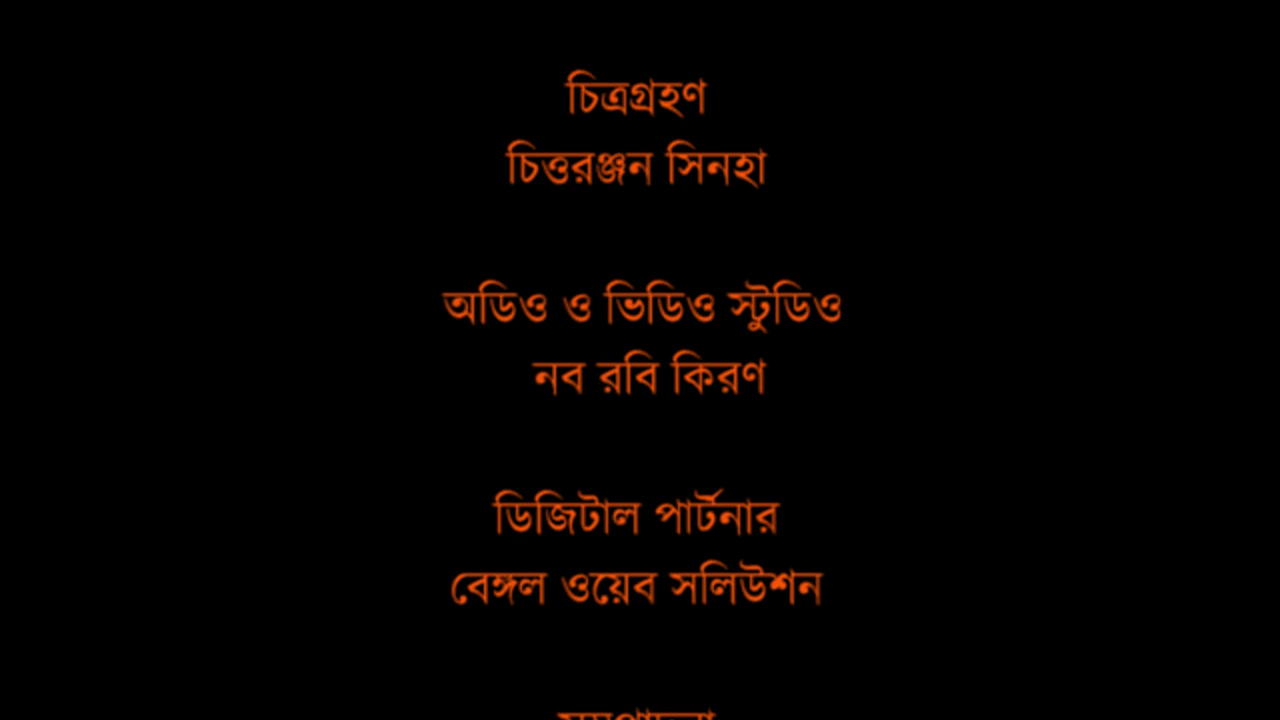 চিত্রগ্রহণ
চিত্তরঞ্জন সিনহা
অডিও ও ভিডিও স্টুডিও
নব রবি কিরণ
ডিজিটাল পার্টনার
বেঙ্গল ওয়েব সলিউশন